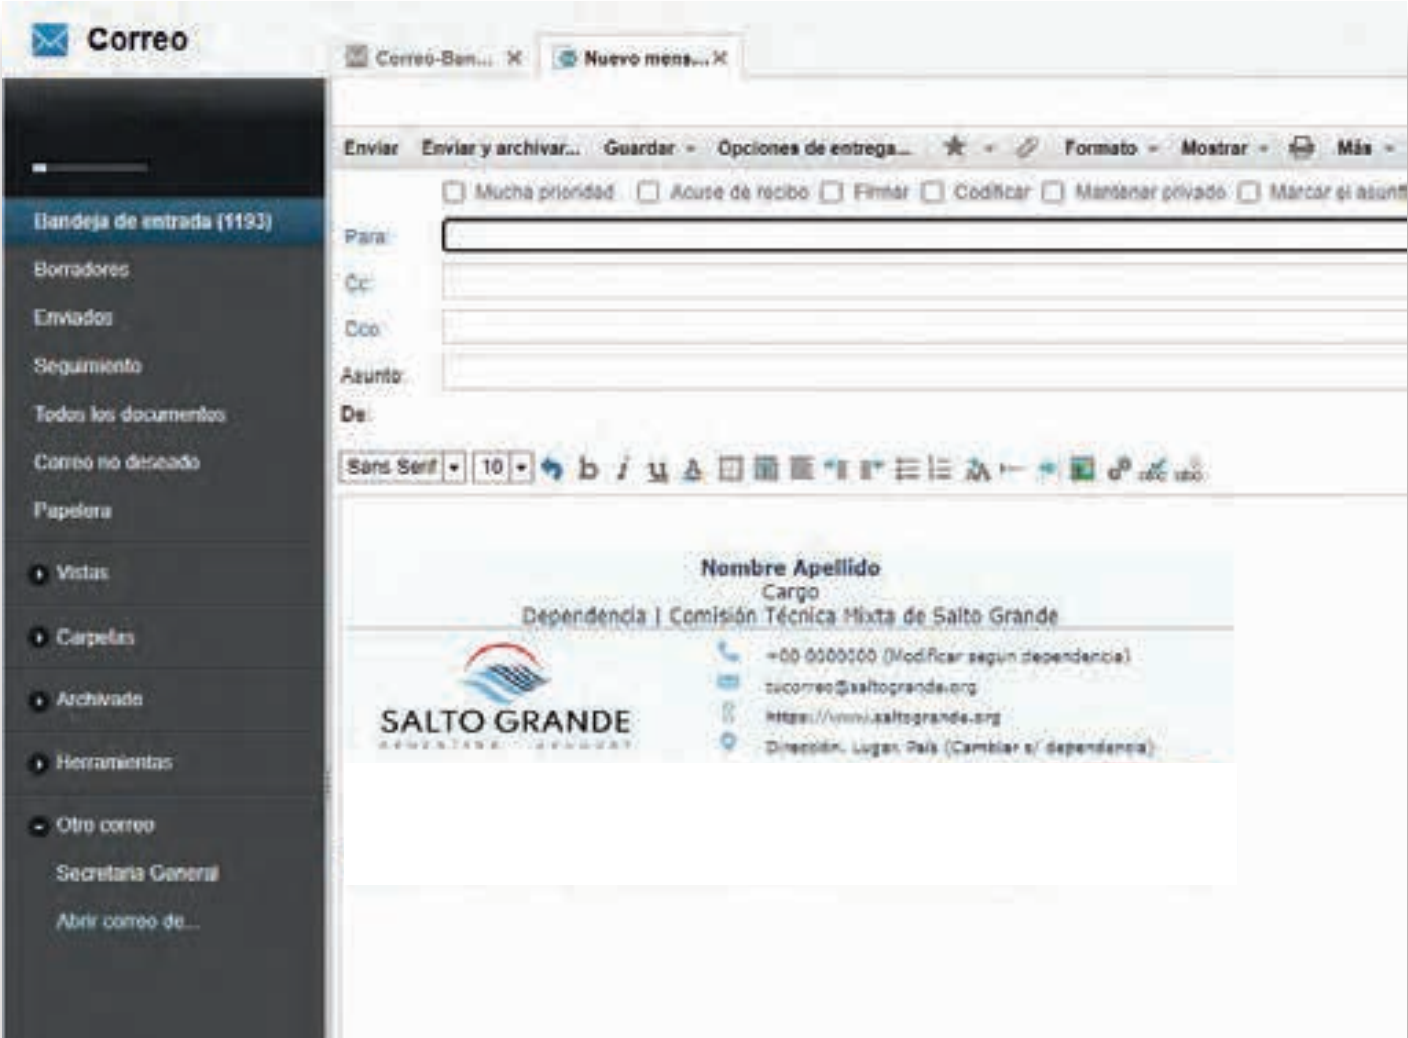 Correo
Correo-Ban...
Nuevo mens...
Enviar Enviar y archivar... Guardar Opciones de entrega... Formato Mostrar Más
Mucha prioridad Acuse de recibo Firmar Codificar Mantener privado Marcar el asunt
Bandeja de entrada (1193)
Borradores
Enviados
Seguimiento
Todos los documentos
Correo no deseado
Papelera
Vistas
Carpetas
Archivado
Herramientas
Otro correo
Secretaria General
Abrir correo de...
Para:
Cc:
Cco:
Asunto:
De:
Sans Serif 10 b i u
Nombre Apellido
Cargo
Dependencia | Comisión Técnica Mixta de Salto Grande
SALTO GRANDE
+00 0000000 (Modificar segun dependencia)
tucorreo@saltogrande.org
https://www.saltogrande.org
Dirección, Lugar, País (Cambiar s/ dependencia)